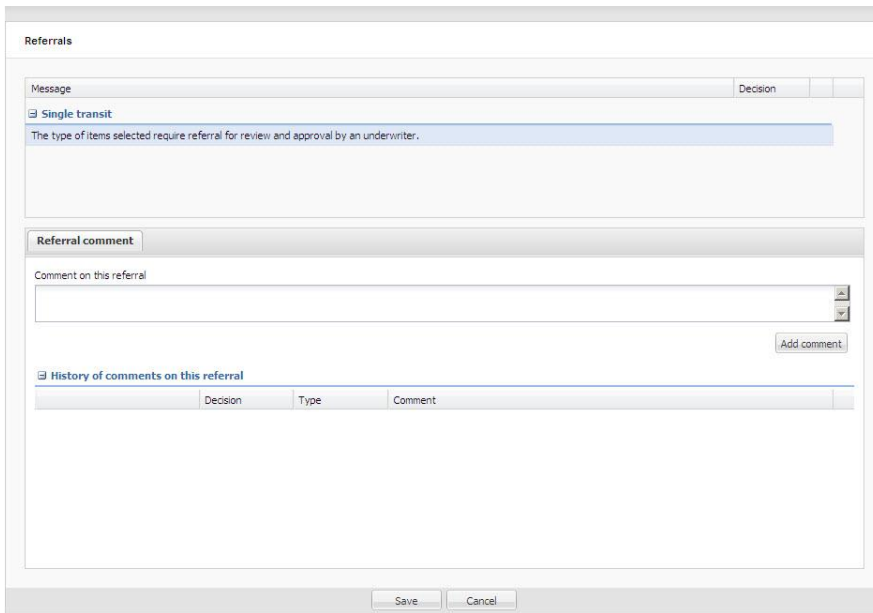 Referrals
Message Decision
Single transit
The type of items selected require referral for review and approval by an underwriter.
Referral comment
Comment on this referral
Add comment
History of comments on this referral
Decision Type Comment
Save Cancel